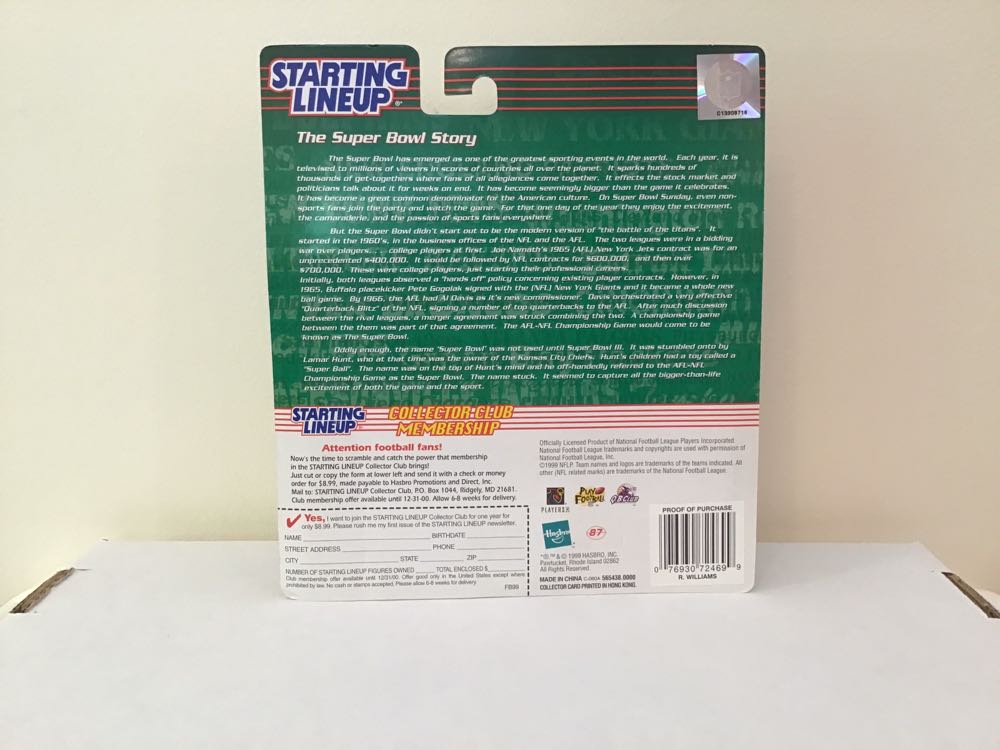 STARTING
LINEUP®
C19998718
The Super Bowl Story
The Super Bowl has emerged as one of the greatest sporting events in the world. Each year, it is
televised to millions of viewers in scores of countries all over the planet. It sparks hundreds of
thousands of get-togethers where fans of all allegiances come together. It effects the stock market and
politicians talk about it for weeks on end. It has become seemingly bigger than the game it celebrates.
It has become a great common denominator for the American culture. On Super Bowl Sunday, even non-
sports fans join the party and watch the game. For that one day of the year they enjoy the excitement,
the camaraderie, and the passion of sports fans everywhere.
But the Super Bowl didn't start out to be the modern version of "the battle of the titans". It
started in the 1960's, in the business offices of the NFL and the AFL. The two leagues were in a bidding
war over players... college players at first. Joe Namath's 1965 (AFL) New York Jets contract was for an
unprecedented $400,000. It would be followed by NFL contracts for $600,000, and then over
$700,000. These were college players, just starting their professional careers.
Initially, both leagues observed a "hands off" policy concerning existing player contracts. However, in
1965, Buffalo placekicker Pete Gogolak signed with the (NFL) New York Giants and it became a whole new
ball game. By 1966, the AFL had Al Davis as it's new commissioner. Davis orchestrated a very effective
"Quarterback Blitz" of the NFL, signing a number of top quarterbacks to the AFL. After much discussion
between the rival leagues, a merger agreement was struck combining the two. A championship game
between the them was part of that agreement. The AFL-NFL Championship Game would come to be
known as The Super Bowl.
Oddly enough, the name "Super Bowl" was not used until Super Bowl III. It was stumbled onto by
Lamar Hunt, who at that time was the owner of the Kansas City Chiefs. Hunt's children had a toy called a
"Super Ball". The name was on the top of Hunt's mind and he off-handedly referred to the AFL-NFL
Championship Game as the Super Bowl. The name stuck. It seemed to capture all the bigger-than-life
excitement of both the game and the sport.
STARTING
LINEUP
COLLECTOR CLUB
MEMBERSHIP
Attention football fans!
Now's the time to scramble and catch the power that membership
in the STARTING LINEUP Collector Club brings!
Just cut or copy the form at lower left and send it with a check or money
order for $8.99, made payable to Hasbro Promotions and Direct, Inc.
Mail to: STARTING LINEUP Collector Club, P.O. Box 1044, Ridgely, MD 21681.
Club membership offer available until 12-31-00. Allow 6-8 weeks for delivery.
Yes, I want to join the STARTING LINEUP Collector Club for one year for
only $8.99. Please rush me my first issue of the STARTING LINEUP newsletter.
NAME BIRTHDATE
STREET ADDRESS PHONE
CITY STATE ZIP
NUMBER OF STARTING LINEUP FIGURES OWNED TOTAL ENCLOSED $
Club membership offer available until 12/31/00. Offer good only in the United States except where
prohibited by law. No cash or stamps accepted. Please allow 6-8 weeks for delivery.
FB99
Officially Licensed Product of National Football League Players Incorporated.
National Football League trademarks and copyrights are used with permission of
National Football League, Inc.
©1999 NFLP. Team names and logos are trademarks of the teams indicated. All
other (NFL related marks) are trademarks of the National Football League.
PLAYERS
PLAY
FOOTBALL
QB CLUB
Hasbro
87
*®,™ & © 1999 HASBRO, INC.
Pawtucket, Rhode Island 02862
All Rights Reserved.
MADE IN CHINA C-080A 565438.0000
COLLECTOR CARD PRINTED IN HONG KONG.
PROOF OF PURCHASE
0 76930 72469 9
R. WILLIAMS